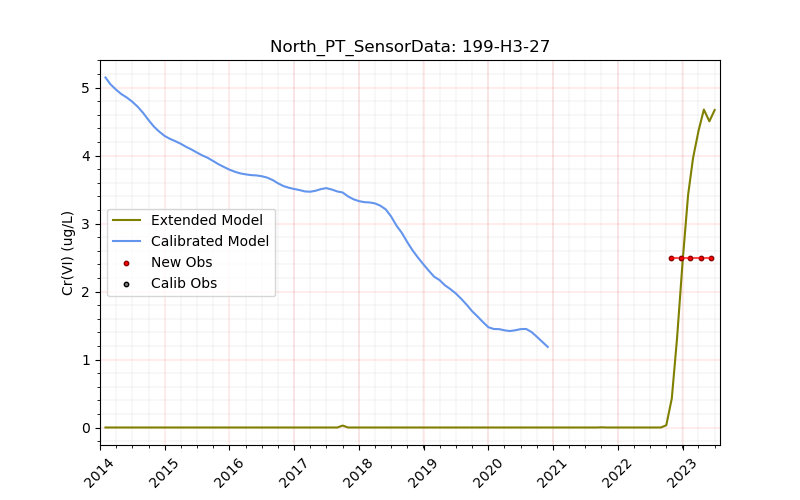 North_PT_SensorData: 199-H3-27
Cr(VI) (ug/L)
5
4
3
2
1
0
Extended Model
Calibrated Model
New Obs
Calib Obs
2014 2015 2016 2017 2018 2019 2020 2021 2022 2023